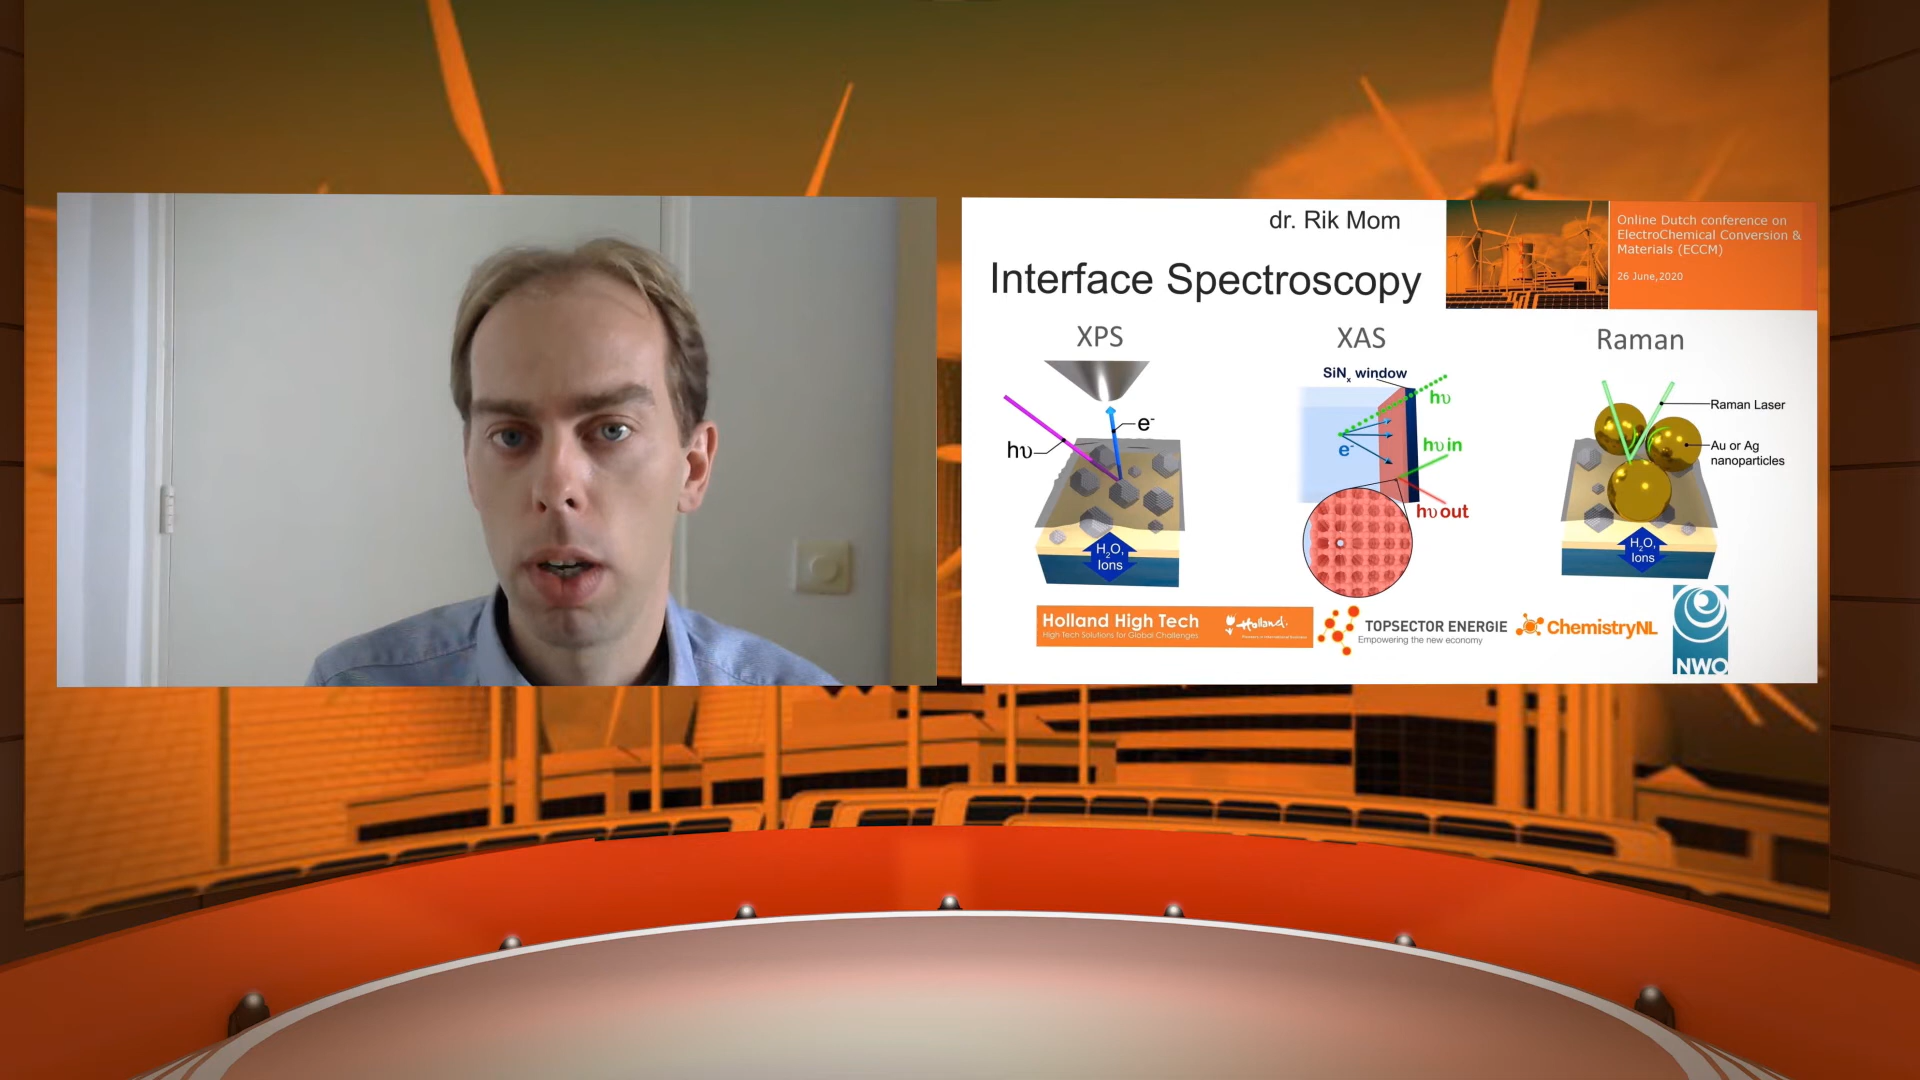 dr. Rik Mom
Interface Spectroscopy
Online Dutch conference on
ElectroChemical Conversion &
Materials (ECCM)
26 June,2020
XPS
hυ
e-
H2O,
Ions
XAS
SiNx window
hυ
e-
hυ in
hυ out
Raman
Raman Laser
Au or Ag
nanoparticles
H2O,
Ions
Holland High Tech
High Tech Solutions for Global Challenges
Holland.
TOPSECTOR ENERGIE
Empowering the new economy
ChemistryNL
NWO